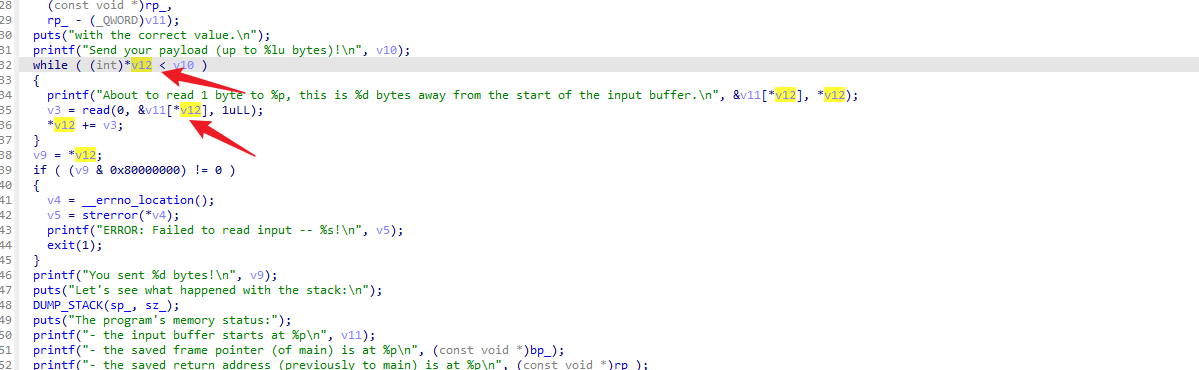 28 (const void *)rp_,
29 rp_ - (_QWORD)v11);
30 puts("with the correct value.\n");
31 printf("Send your payload (up to %lu bytes)!\n", v10);
32 while ( (int)*v12 < v10 )
33 {
34 printf("About to read 1 byte to %p, this is %d bytes away from the start of the input buffer.\n", &v11[*v12], *v12);
35 v3 = read(0, &v11[*v12], 1uLL);
36 *v12 += v3;
37 }
38 v9 = *v12;
39 if ( (v9 & 0x80000000) != 0 )
40 {
41 v4 = __errno_location();
42 v5 = strerror(*v4);
43 printf("ERROR: Failed to read input -- %s!\n", v5);
44 exit(1);
45 }
46 printf("You sent %d bytes!\n", v9);
47 puts("Let's see what happened with the stack:\n");
48 DUMP_STACK(sp_, sz_);
49 puts("The program's memory status:");
50 printf("- the input buffer starts at %p\n", v11);
51 printf("- the saved frame pointer (of main) is at %p\n", (const void *)bp_);
52 printf("- the saved return address (previously to main) is at %p\n", (const void *)rp_);